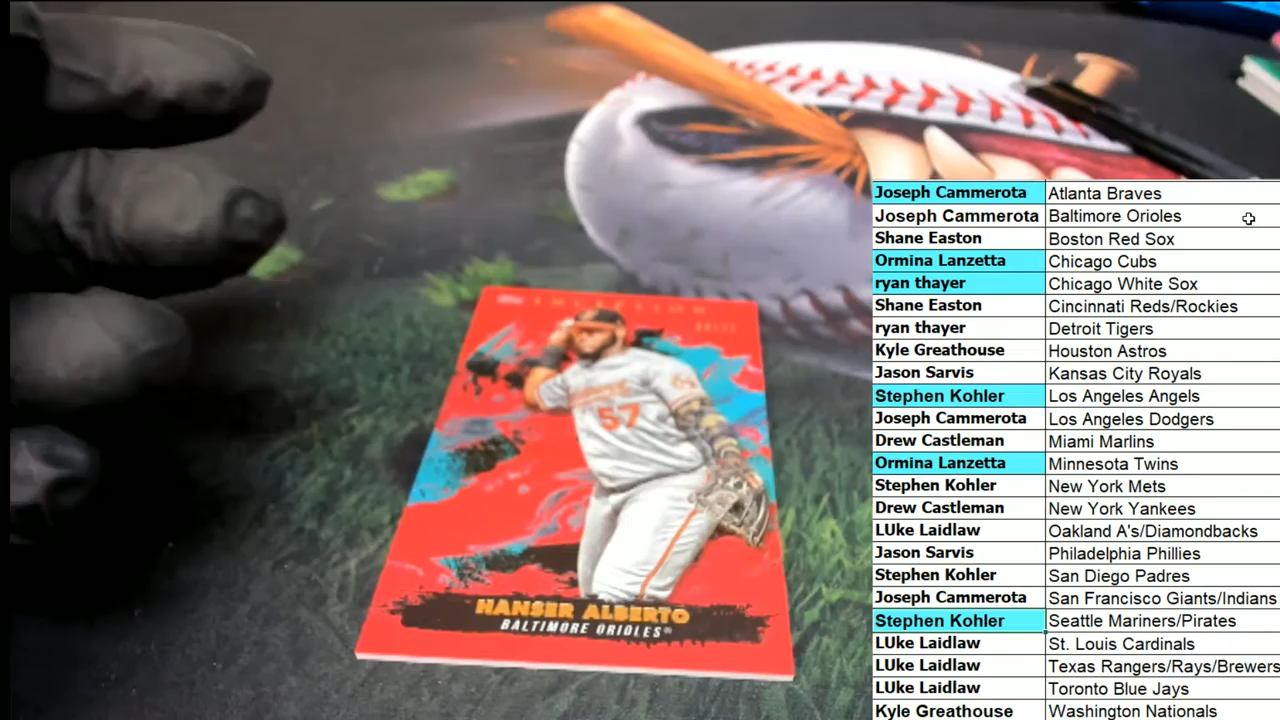 INCEPTION
57
HANSER ALBERTO
BALTIMORE ORIOLES®
Joseph Cammerota Atlanta Braves
Joseph Cammerota Baltimore Orioles
Shane Easton Boston Red Sox
Ormina Lanzetta Chicago Cubs
ryan thayer Chicago White Sox
Shane Easton Cincinnati Reds/Rockies
ryan thayer Detroit Tigers
Kyle Greathouse Houston Astros
Jason Sarvis Kansas City Royals
Stephen Kohler Los Angeles Angels
Joseph Cammerota Los Angeles Dodgers
Drew Castleman Miami Marlins
Ormina Lanzetta Minnesota Twins
Stephen Kohler New York Mets
Drew Castleman New York Yankees
LUke Laidlaw Oakland A's/Diamondbacks
Jason Sarvis Philadelphia Phillies
Stephen Kohler San Diego Padres
Joseph Cammerota San Francisco Giants/Indians
Stephen Kohler Seattle Mariners/Pirates
LUke Laidlaw St. Louis Cardinals
LUke Laidlaw Texas Rangers/Rays/Brewers
LUke Laidlaw Toronto Blue Jays
Kyle Greathouse Washington Nationals